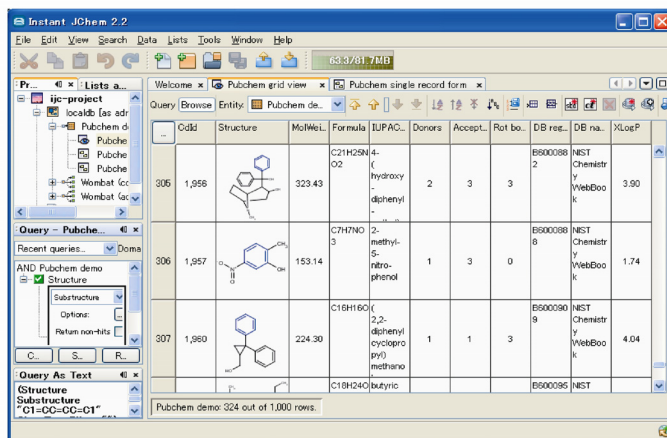 Instant JChem 2.2
File Edit View Search Data Lists Tools Window Help
63.3/81.7MB
Pr... Lists a...
ijc-project
localdb [as adr
Pubchem d
Pubche
Pubche
Pubche
Wombat (cc
Wombat (ac
Query - Pubche...
Recent queries... Doma
AND Pubchem demo
Structure
Substructure
Options: ...
Return non-hits
C... S... R...
Query As Text
(Structure
Substructure
"C1=CC=CC=C1"
Welcome Pubchem grid view Pubchem single record form
Query Browse Entity: Pubchem de...
... CdId Structure MolWei... Formula IUPAC... Donors Accept... Rot bo... DB reg... DB na... XLogP
305 1,956 323.43 C21H25N
O2 4-
(
hydroxy
-
diphenyl
- 2 3 3 B600088
2 NIST
Chemistr
y
WebBoo
k 3.90
306 1,957 153.14 C7H7NO
3 2-
methyl-
5-
nitro-
phenol 1 3 0 B600088
8 NIST
Chemistr
y
WebBoo
k 1.74
307 1,960 224.30 C16H16O (
2,2-
diphenyl
cyclopro
pyl)
methano 1 1 3 B600090
9 NIST
Chemistr
y
WebBoo
k 4.04
C18H24O butyric B600095 NIST
Pubchem demo: 324 out of 1,000 rows.